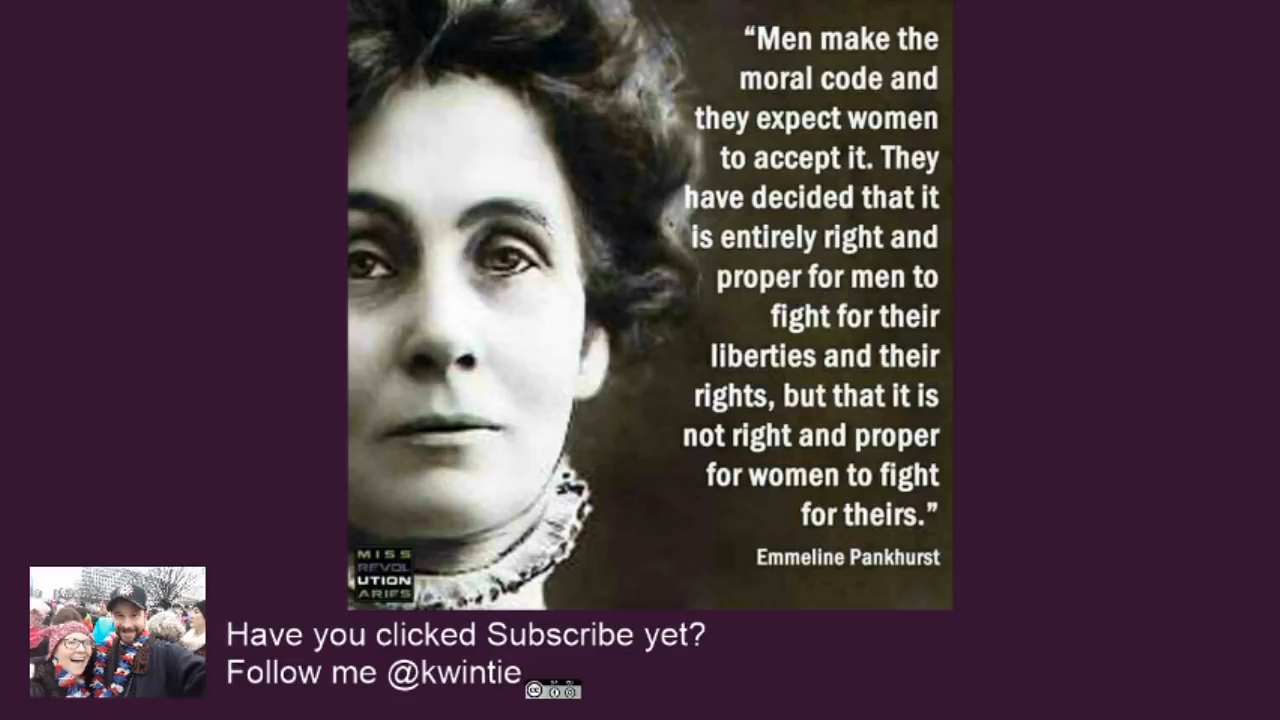 “Men make the
moral code and
they expect women
to accept it. They
have decided that it
is entirely right and
proper for men to
fight for their
liberties and their
rights, but that it is
not right and proper
for women to fight
for theirs.”
Emmeline Pankhurst
MISS
REVOL
UTION
ARIES
Have you clicked Subscribe yet?
Follow me @kwintie
cc